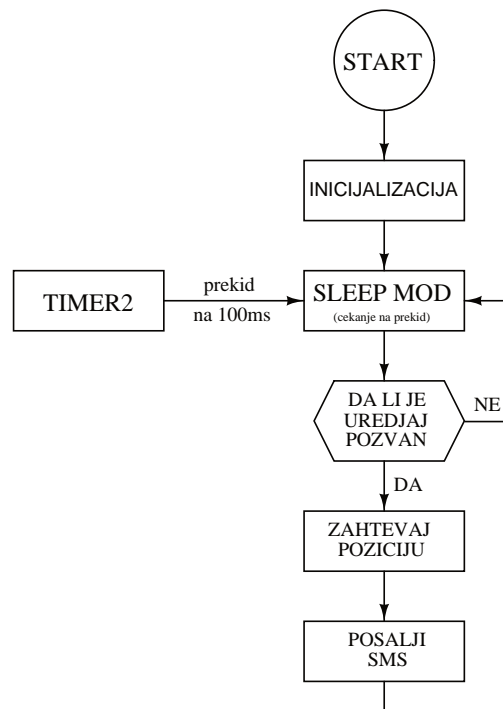 START
INICIJALIZACIJA
TIMER2
prekid
na 100ms
SLEEP MOD
(cekanje na prekid)
DA LI JE
UREDJAJ
POZVAN
NE
DA
ZAHTEVAJ
POZICIJU
POSALJI
SMS